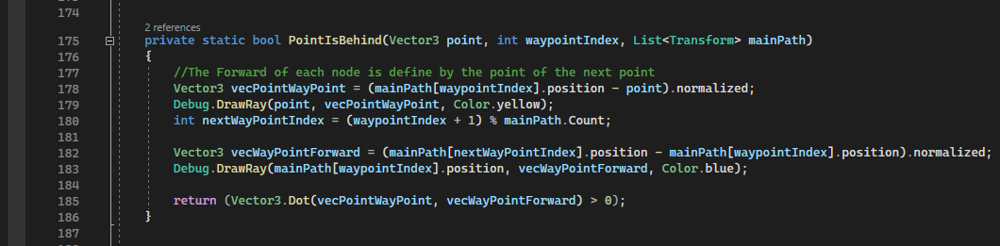 174
2 references
175 private static bool PointIsBehind(Vector3 point, int waypointIndex, List<Transform> mainPath)
176 {
177 //The Forward of each node is define by the point of the next point
178 Vector3 vecPointWayPoint = (mainPath[waypointIndex].position - point).normalized;
179 Debug.DrawRay(point, vecPointWayPoint, Color.yellow);
180 int nextWayPointIndex = (waypointIndex + 1) % mainPath.Count;
181
182 Vector3 vecWayPointForward = (mainPath[nextWayPointIndex].position - mainPath[waypointIndex].position).normalized;
183 Debug.DrawRay(mainPath[waypointIndex].position, vecWayPointForward, Color.blue);
184
185 return (Vector3.Dot(vecPointWayPoint, vecWayPointForward) > 0);
186 }
187